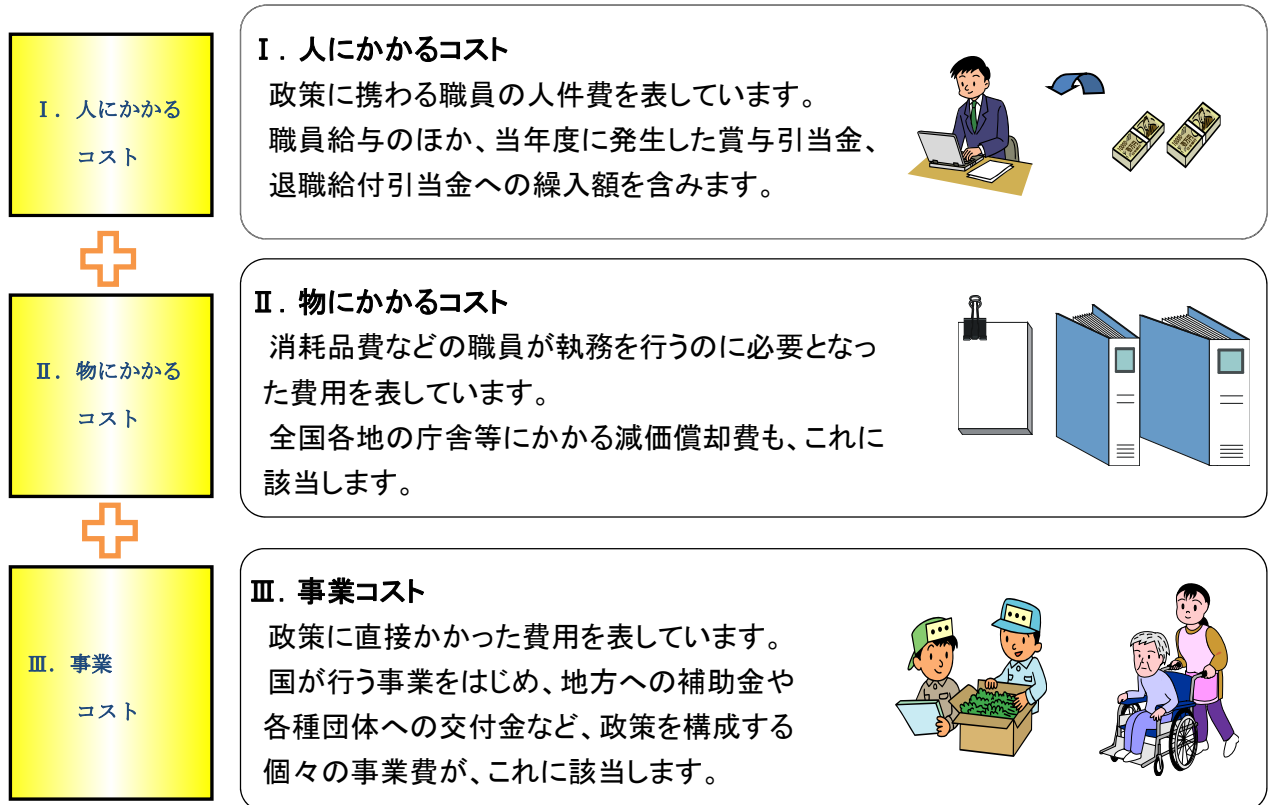 Ⅰ．人にかかる
コスト
Ⅰ．人にかかるコスト
政策に携わる職員の人件費を表しています。
職員給与のほか、当年度に発生した賞与引当金、
退職給付引当金への繰入額を含みます。
Ⅱ．物にかかる
コスト
Ⅱ．物にかかるコスト
消耗品費などの職員が執務を行うのに必要となっ
た費用を表しています。
全国各地の庁舎等にかかる減価償却費も、これに
該当します。
Ⅲ．事業
コスト
Ⅲ．事業コスト
政策に直接かかった費用を表しています。
国が行う事業をはじめ、地方への補助金や
各種団体への交付金など、政策を構成する
個々の事業費が、これに該当します。